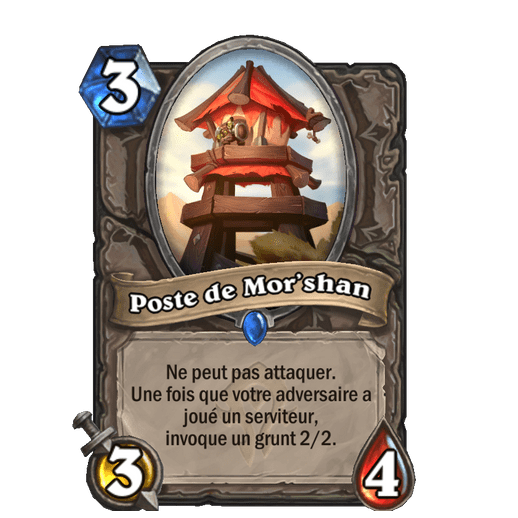 3
Poste de Mor'shan
Ne peut pas attaquer.
Une fois que votre adversaire a
joué un serviteur,
invoque un grunt 2/2.
3
4